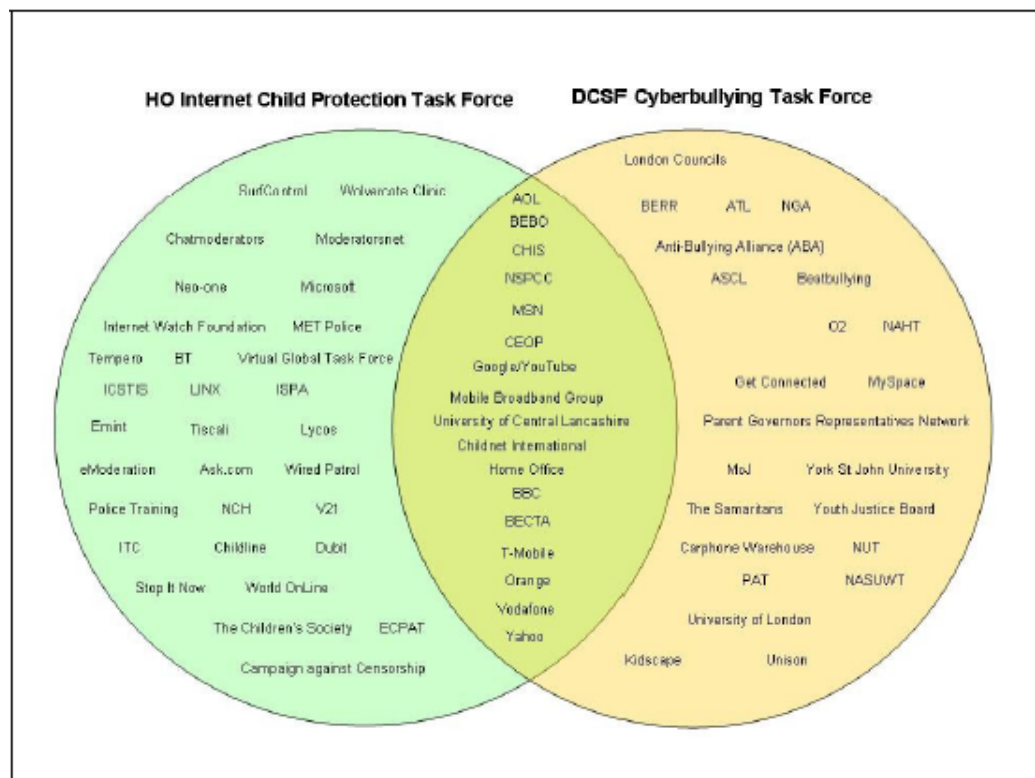 HO Internet Child Protection Task Force
DCSF Cyberbullying Task Force
SurfControl Wolvercote Clinic
Chatmoderators Moderatorsnet
Neo-one Microsoft
Internet Watch Foundation MET Police
Tempero BT Virtual Global Task Force
ICSTIS LINX ISPA
Emint Tiscali Lycos
eModeration Ask.com Wired Patrol
Police Training NCH V21
ITC Childline Dubit
Stop It Now World OnLine
The Children's Society ECPAT
Campaign against Censorship
AOL
BEBO
CHIS
NSPCC
MSN
CEOP
Google/YouTube
Mobile Broadband Group
University of Central Lancashire
Childnet International
Home Office
BBC
BECTA
T-Mobile
Orange
Vodafone
Yahoo
London Councils
BERR ATL NGA
Anti-Bullying Alliance (ABA)
ASCL Beatbullying
O2 NAHT
Get Connected MySpace
Parent Governors Representatives Network
MoJ York St John University
The Samaritans Youth Justice Board
Carphone Warehouse NUT
PAT NASUWT
University of London
Kidscape Unison